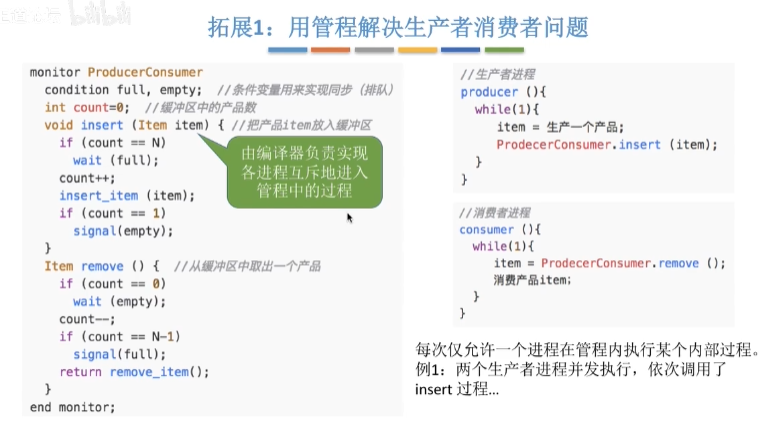 拓展1：用管程解决生产者消费者问题
monitor ProducerConsumer
condition full, empty; //条件变量用来实现同步（排队）
int count=0; //缓冲区中的产品数
void insert (Item item) { //把产品item放入缓冲区
if (count == N)
wait (full);
count++;
insert_item (item);
if (count == 1)
signal(empty);
}
Item remove () { //从缓冲区中取出一个产品
if (count == 0)
wait (empty);
count--;
if (count == N-1)
signal(full);
return remove_item();
}
end monitor;
由编译器负责实现
各进程互斥地进入
管程中的过程
//生产者进程
producer (){
while(1){
item = 生产一个产品;
ProdecerConsumer.insert (item);
}
}
//消费者进程
consumer (){
while(1){
item = ProdecerConsumer.remove ();
消费产品item;
}
}
每次仅允许一个进程在管程内执行某个内部过程。
例1：两个生产者进程并发执行，依次调用了
insert 过程...